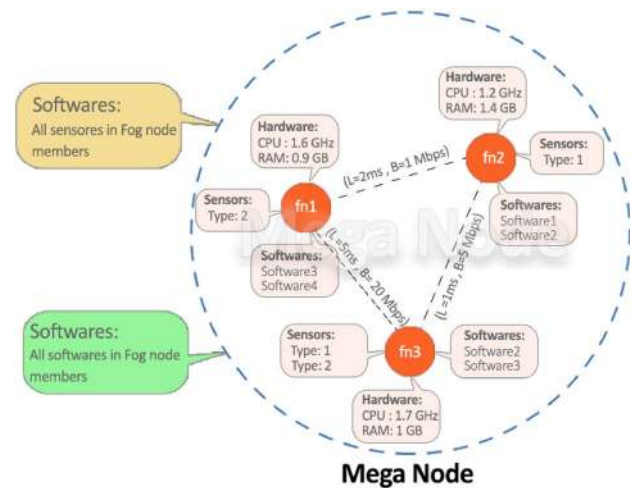 Softwares:
All sensores in Fog node
members
Hardware:
CPU : 1.2 GHz
RAM: 1.4 GB
Hardware:
CPU : 1.6 GHz
RAM: 0.9 GB
fn2
Sensors:
Type: 1
(L=2ms , B=1 Mbps)
Sensors:
Type: 2
fn1
Softwares:
Software1
Software2
Mega Node
Softwares:
Software3
Software4
(L=5ms , B= 20 Mbps)
(L=1ms , B=5 Mbps)
Softwares:
All softwares in Fog node
members
Sensors:
Type: 1
Type: 2
fn3
Softwares:
Software2
Software3
Hardware:
CPU : 1.7 GHz
RAM: 1 GB
Mega Node